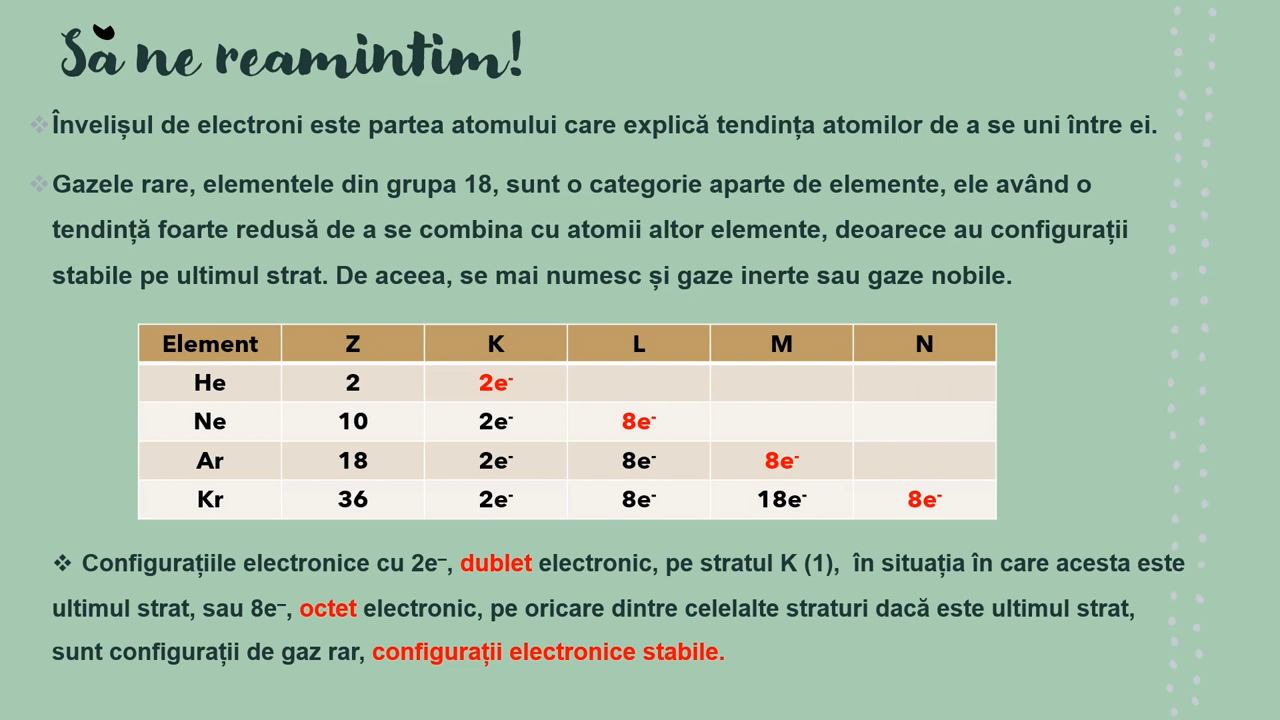 Să ne reamintim!
❖Învelișul de electroni este partea atomului care explică tendința atomilor de a se uni între ei.
❖Gazele rare, elementele din grupa 18, sunt o categorie aparte de elemente, ele având o
tendință foarte redusă de a se combina cu atomii altor elemente, deoarece au configurații
stabile pe ultimul strat. De aceea, se mai numesc și gaze inerte sau gaze nobile.
Element Z K L M N
He 2 2e⁻
Ne 10 2e⁻ 8e⁻
Ar 18 2e⁻ 8e⁻ 8e⁻
Kr 36 2e⁻ 8e⁻ 18e⁻ 8e⁻
❖ Configurațiile electronice cu 2e⁻, dublet electronic, pe stratul K (1), în situația în care acesta este
ultimul strat, sau 8e⁻, octet electronic, pe oricare dintre celelalte straturi dacă este ultimul strat,
sunt configurații de gaz rar, configurații electronice stabile.